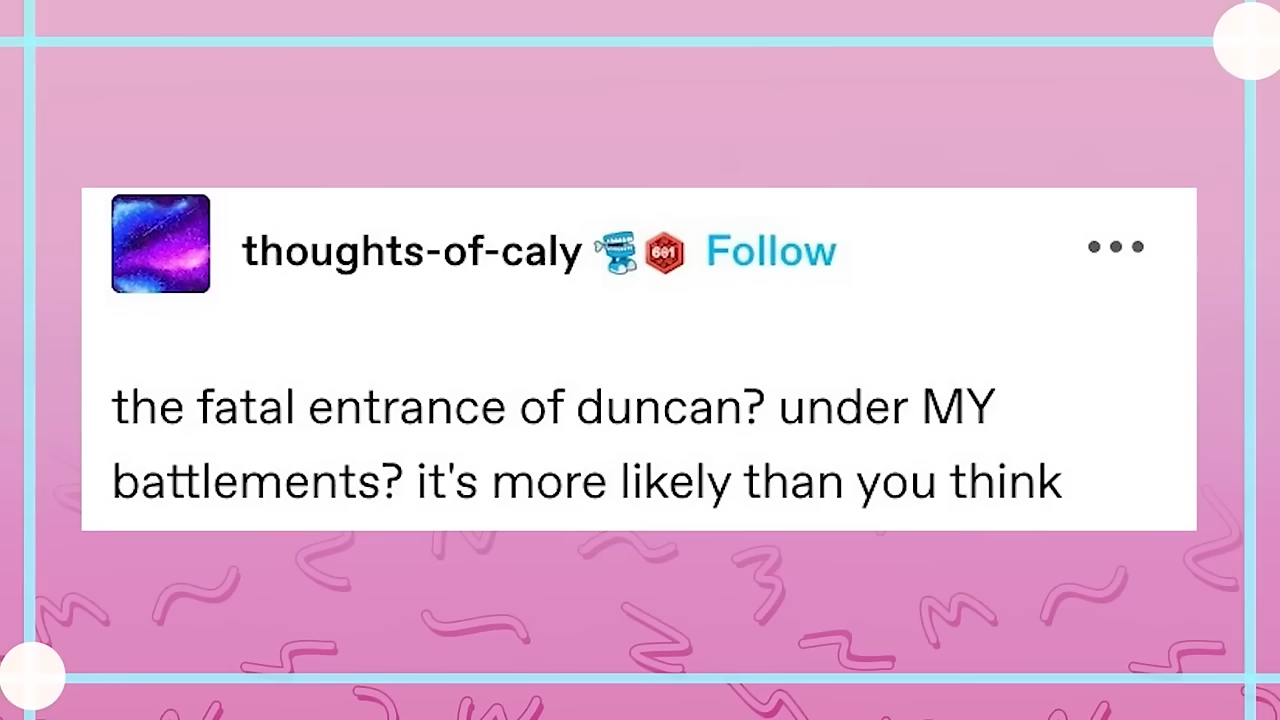 thoughts-of-caly Follow
the fatal entrance of duncan? under MY
battlements? it's more likely than you think